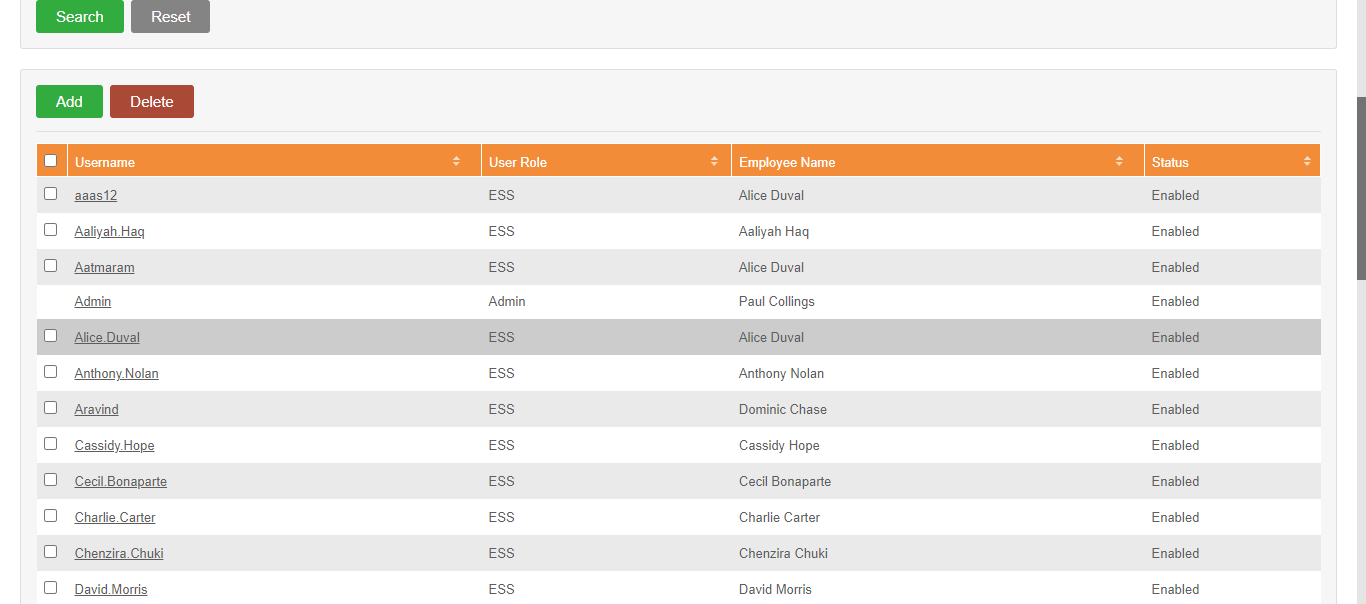 Search Reset
Add Delete
Username User Role Employee Name Status
aaas12 ESS Alice Duval Enabled
Aaliyah.Haq ESS Aaliyah Haq Enabled
Aatmaram ESS Alice Duval Enabled
Admin Admin Paul Collings Enabled
Alice.Duval ESS Alice Duval Enabled
Anthony.Nolan ESS Anthony Nolan Enabled
Aravind ESS Dominic Chase Enabled
Cassidy.Hope ESS Cassidy Hope Enabled
Cecil.Bonaparte ESS Cecil Bonaparte Enabled
Charlie.Carter ESS Charlie Carter Enabled
Chenzira.Chuki ESS Chenzira Chuki Enabled
David.Morris ESS David Morris Enabled